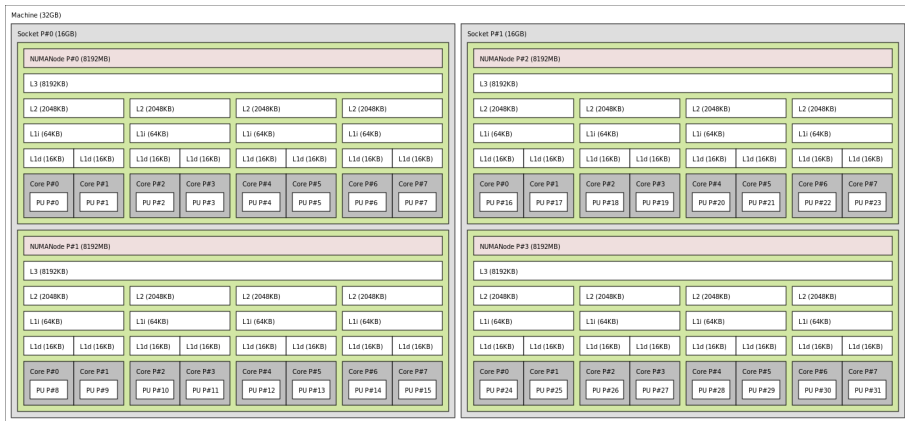 Machine (32GB)
Socket P#0 (16GB)
NUMANode P#0 (8192MB)
L3 (8192KB)
L2 (2048KB) L2 (2048KB) L2 (2048KB) L2 (2048KB)
L1i (64KB) L1i (64KB) L1i (64KB) L1i (64KB)
L1d (16KB) L1d (16KB) L1d (16KB) L1d (16KB) L1d (16KB) L1d (16KB) L1d (16KB) L1d (16KB)
Core P#0 Core P#1 Core P#2 Core P#3 Core P#4 Core P#5 Core P#6 Core P#7
PU P#0 PU P#1 PU P#2 PU P#3 PU P#4 PU P#5 PU P#6 PU P#7
NUMANode P#1 (8192MB)
L3 (8192KB)
L2 (2048KB) L2 (2048KB) L2 (2048KB) L2 (2048KB)
L1i (64KB) L1i (64KB) L1i (64KB) L1i (64KB)
L1d (16KB) L1d (16KB) L1d (16KB) L1d (16KB) L1d (16KB) L1d (16KB) L1d (16KB) L1d (16KB)
Core P#0 Core P#1 Core P#2 Core P#3 Core P#4 Core P#5 Core P#6 Core P#7
PU P#8 PU P#9 PU P#10 PU P#11 PU P#12 PU P#13 PU P#14 PU P#15
Socket P#1 (16GB)
NUMANode P#2 (8192MB)
L3 (8192KB)
L2 (2048KB) L2 (2048KB) L2 (2048KB) L2 (2048KB)
L1i (64KB) L1i (64KB) L1i (64KB) L1i (64KB)
L1d (16KB) L1d (16KB) L1d (16KB) L1d (16KB) L1d (16KB) L1d (16KB) L1d (16KB) L1d (16KB)
Core P#0 Core P#1 Core P#2 Core P#3 Core P#4 Core P#5 Core P#6 Core P#7
PU P#16 PU P#17 PU P#18 PU P#19 PU P#20 PU P#21 PU P#22 PU P#23
NUMANode P#3 (8192MB)
L3 (8192KB)
L2 (2048KB) L2 (2048KB) L2 (2048KB) L2 (2048KB)
L1i (64KB) L1i (64KB) L1i (64KB) L1i (64KB)
L1d (16KB) L1d (16KB) L1d (16KB) L1d (16KB) L1d (16KB) L1d (16KB) L1d (16KB) L1d (16KB)
Core P#0 Core P#1 Core P#2 Core P#3 Core P#4 Core P#5 Core P#6 Core P#7
PU P#24 PU P#25 PU P#26 PU P#27 PU P#28 PU P#29 PU P#30 PU P#31